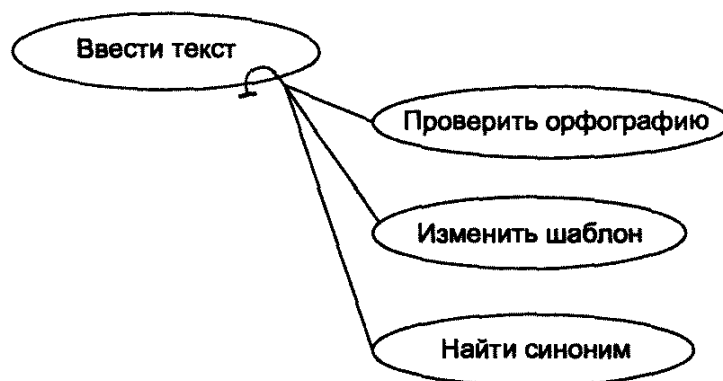 Ввести текст
Проверить орфографию
Изменить шаблон
Найти синоним